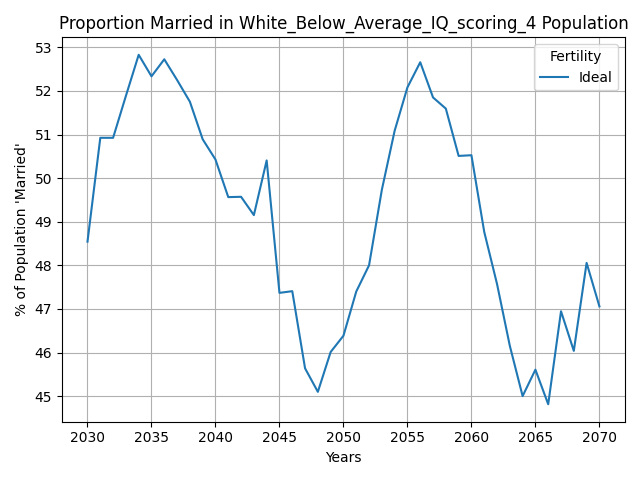 Proportion Married in White_Below_Average_IQ_scoring_4 Population
% of Population 'Married'
53
52
51
50
49
48
47
46
45
Fertility
Ideal
2030 2035 2040 2045 2050 2055 2060 2065 2070
Years